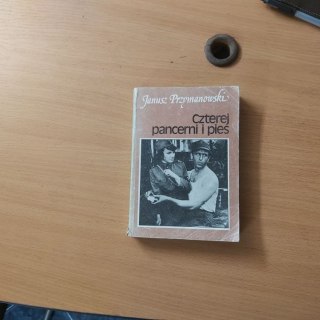 Janusz Przymanowski
Czterej
pancerni i pies